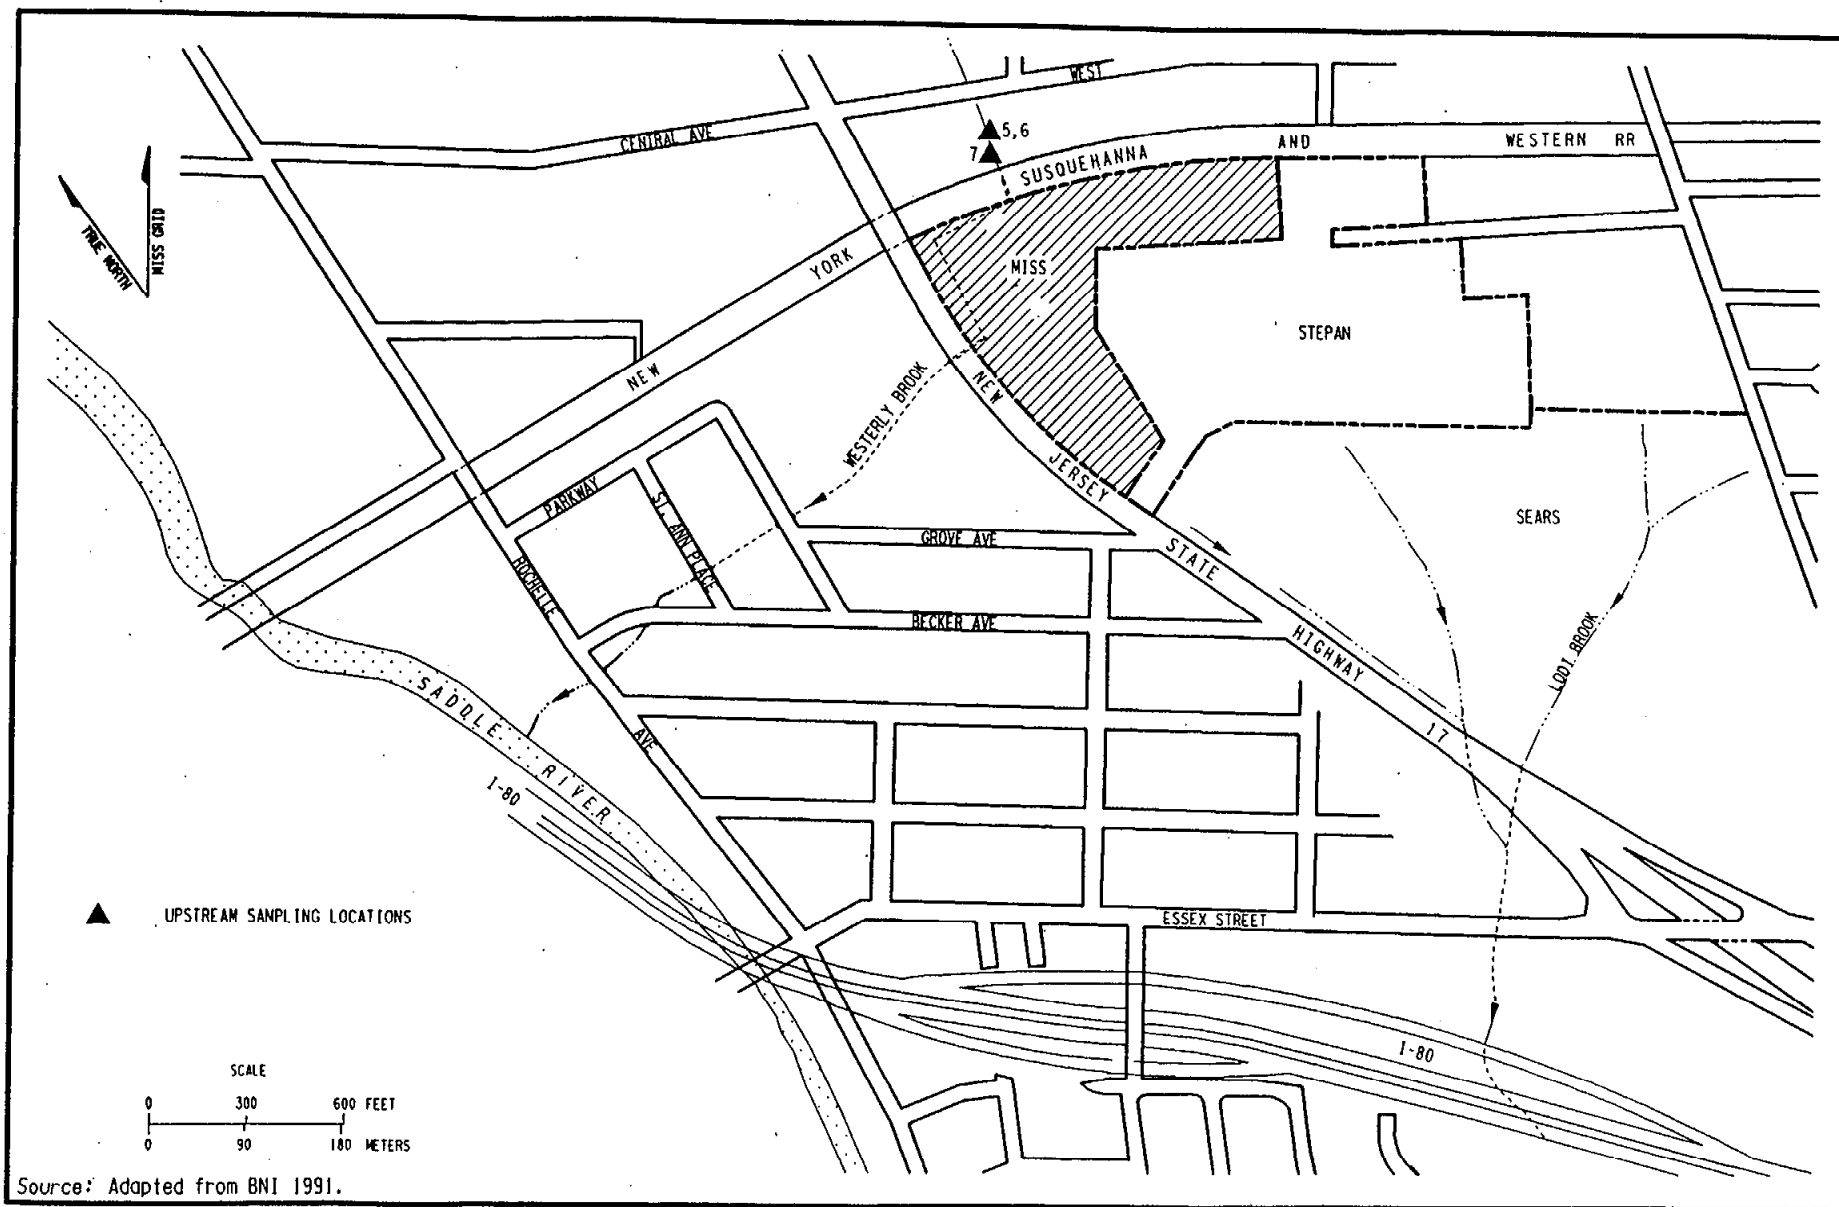 WEST
CENTRAL AVE
5,6
7
SUSQUEHANNA
AND
WESTERN RR
TRUE NORTH
MISS GRID
YORK
NEW
MISS
STEPAN
WESTERLY BROOK
NEW
JERSEY
STATE
HIGHWAY
17
PARKWAY
ST. ANN PLACE
GROVE AVE
SEARS
ROCHELLE
AVE
BECKER AVE
LODI BROOK
SADDLE RIVER
I-80
UPSTREAM SANPLING LOCATIONS
ESSEX STREET
I-80
SCALE
0 300 600 FEET
0 90 180 METERS
Source: Adapted from BNI 1991.